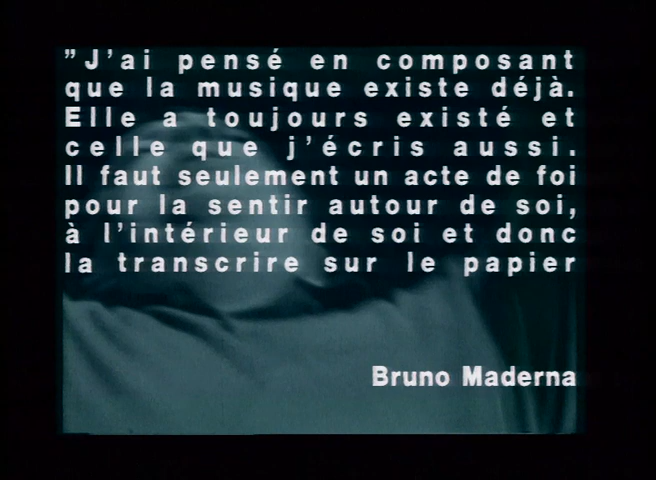 "J'ai pensé en composant
que la musique existe déjà.
Elle a toujours existé et
celle que j'écris aussi.
Il faut seulement un acte de foi
pour la sentir autour de soi,
à l'intérieur de soi et donc
la transcrire sur le papier
Bruno Maderna